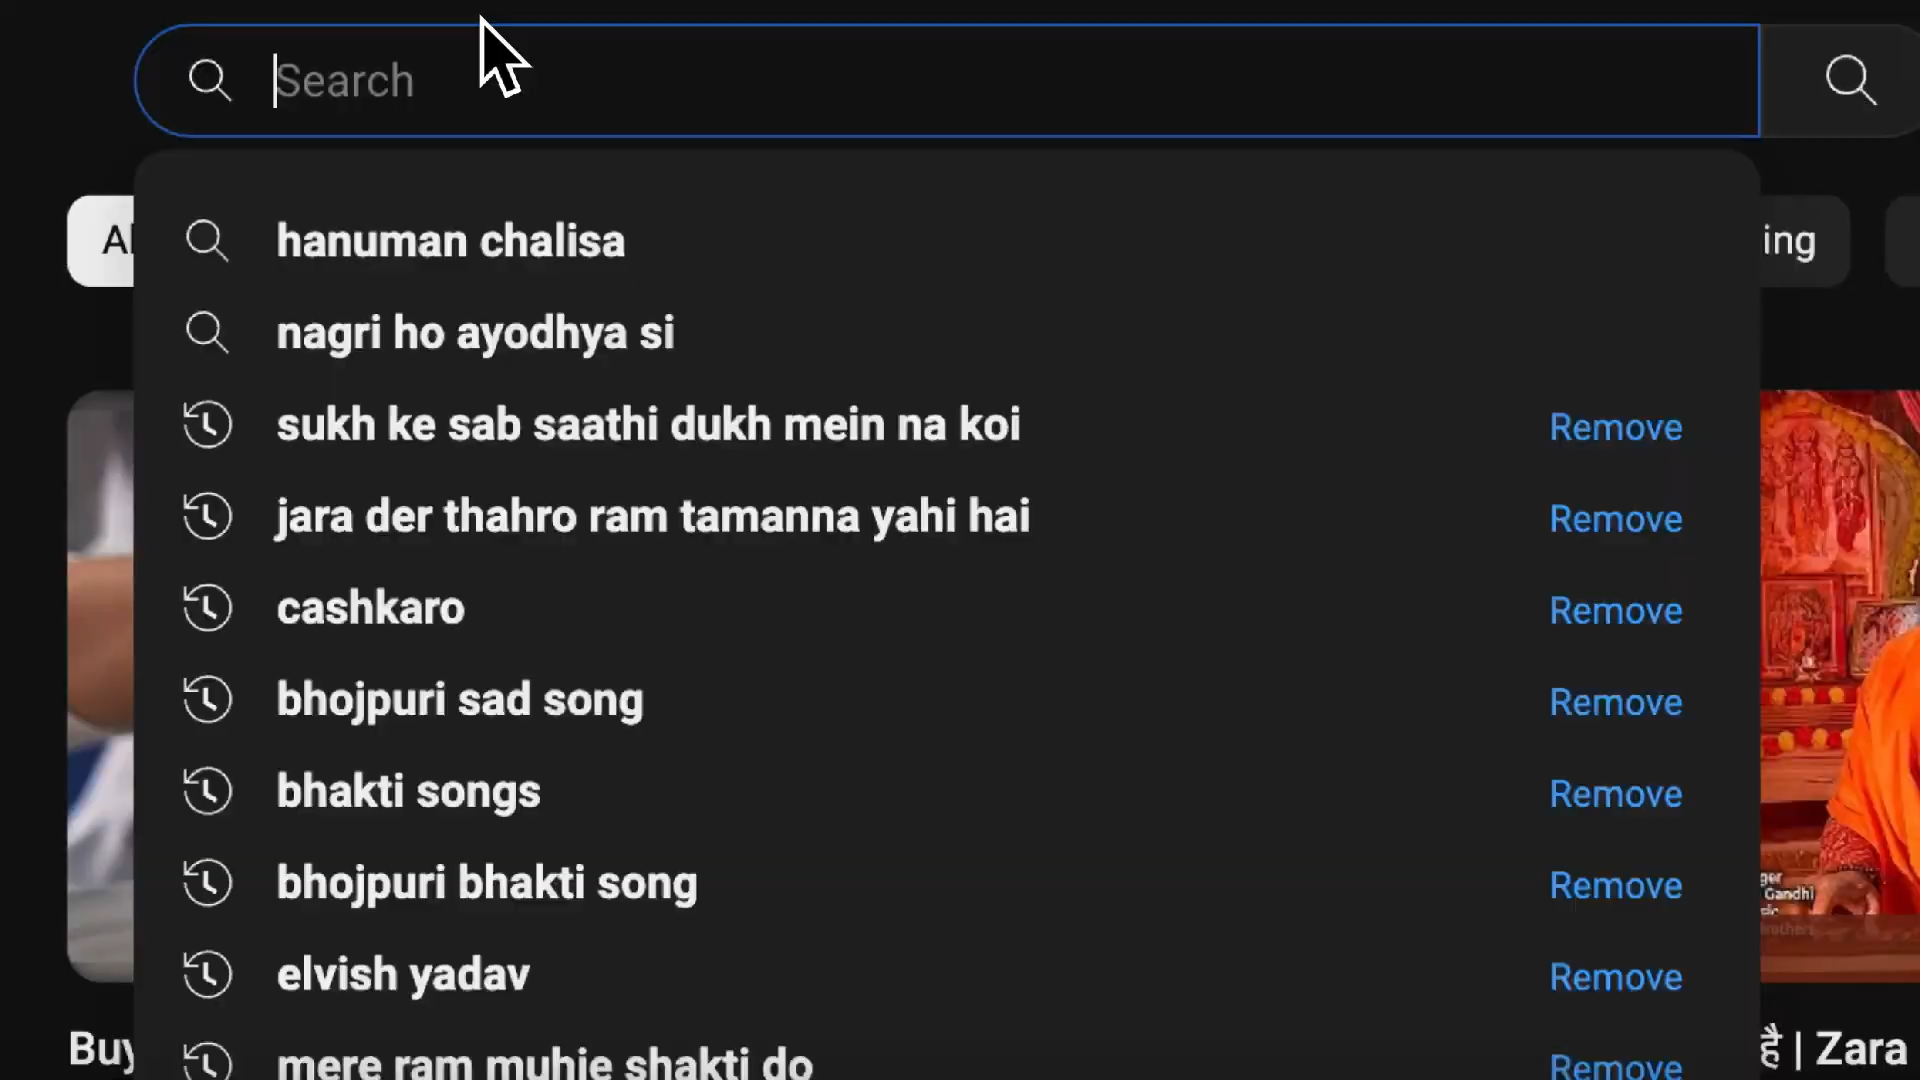 Search
Al
ing
hanuman chalisa
nagri ho ayodhya si
sukh ke sab saathi dukh mein na koi Remove
jara der thahro ram tamanna yahi hai Remove
cashkaro Remove
bhojpuri sad song Remove
bhakti songs Remove
bhojpuri bhakti song Remove
Gandhi
elvish yadav Remove
Buy
है | Zara
mere ram mujhe shakti do Remove